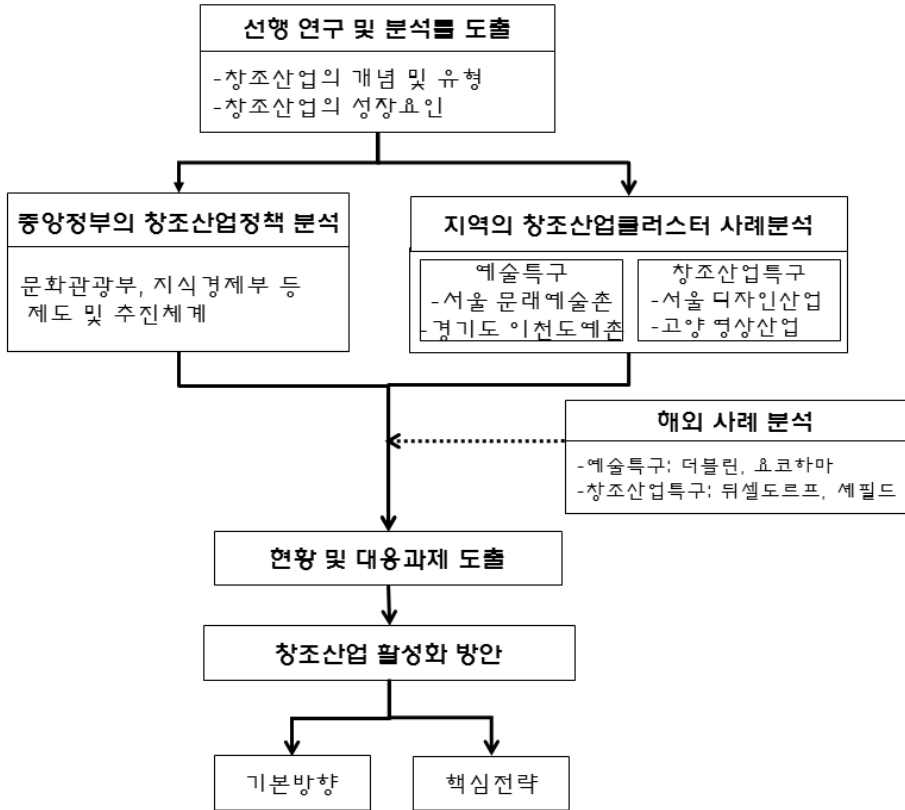 선행 연구 및 분석틀 도출
-창조산업의 개념 및 유형
-창조산업의 성장요인
중앙정부의 창조산업정책 분석
문화관광부, 지식경제부 등
제도 및 추진체계
지역의 창조산업클러스터 사례분석
예술특구
-서울 문래예술촌
-경기도 이천도예촌
창조산업특구
-서울 디자인산업
-고양 영상산업
해외 사례 분석
-예술특구: 더블린, 요코하마
-창조산업특구: 뒤셀도르프, 셰필드
현황 및 대응과제 도출
창조산업 활성화 방안
기본방향
핵심전략